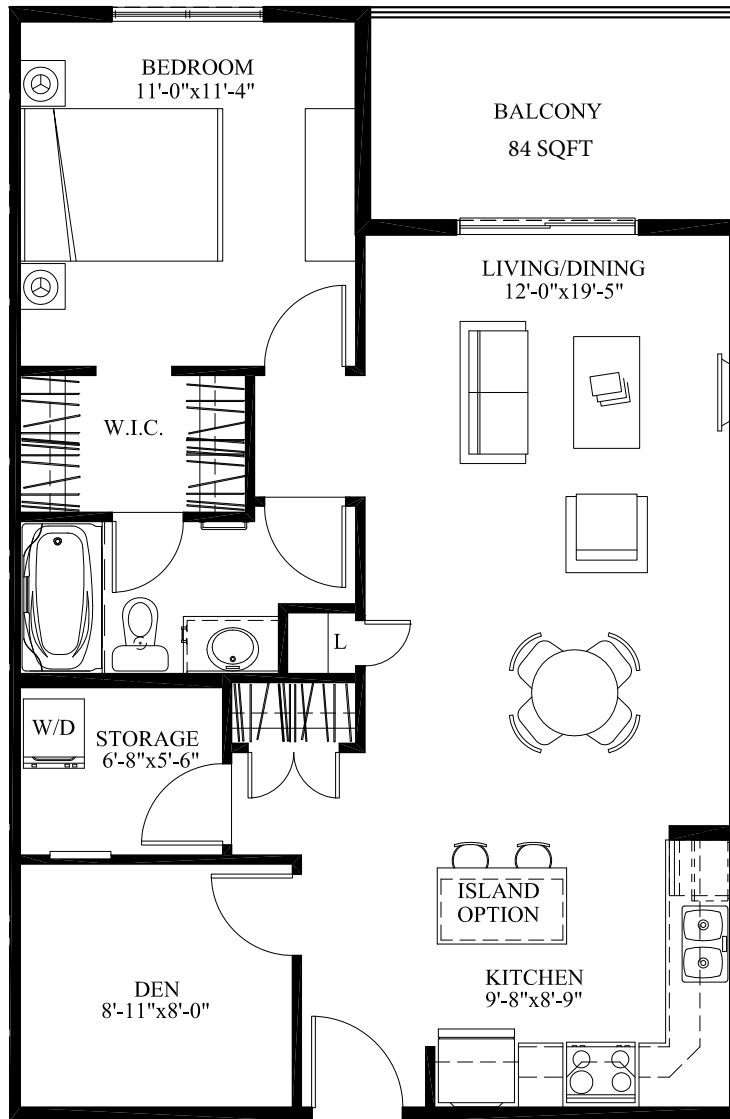 BEDROOM
11'-0"x11'-4"
BALCONY
84 SQFT
LIVING/DINING
12'-0"x19'-5"
W.I.C.
L
W/D
STORAGE
6'-8"x5'-6"
ISLAND
OPTION
KITCHEN
9'-8"x8'-9"
DEN
8'-11"x8'-0"